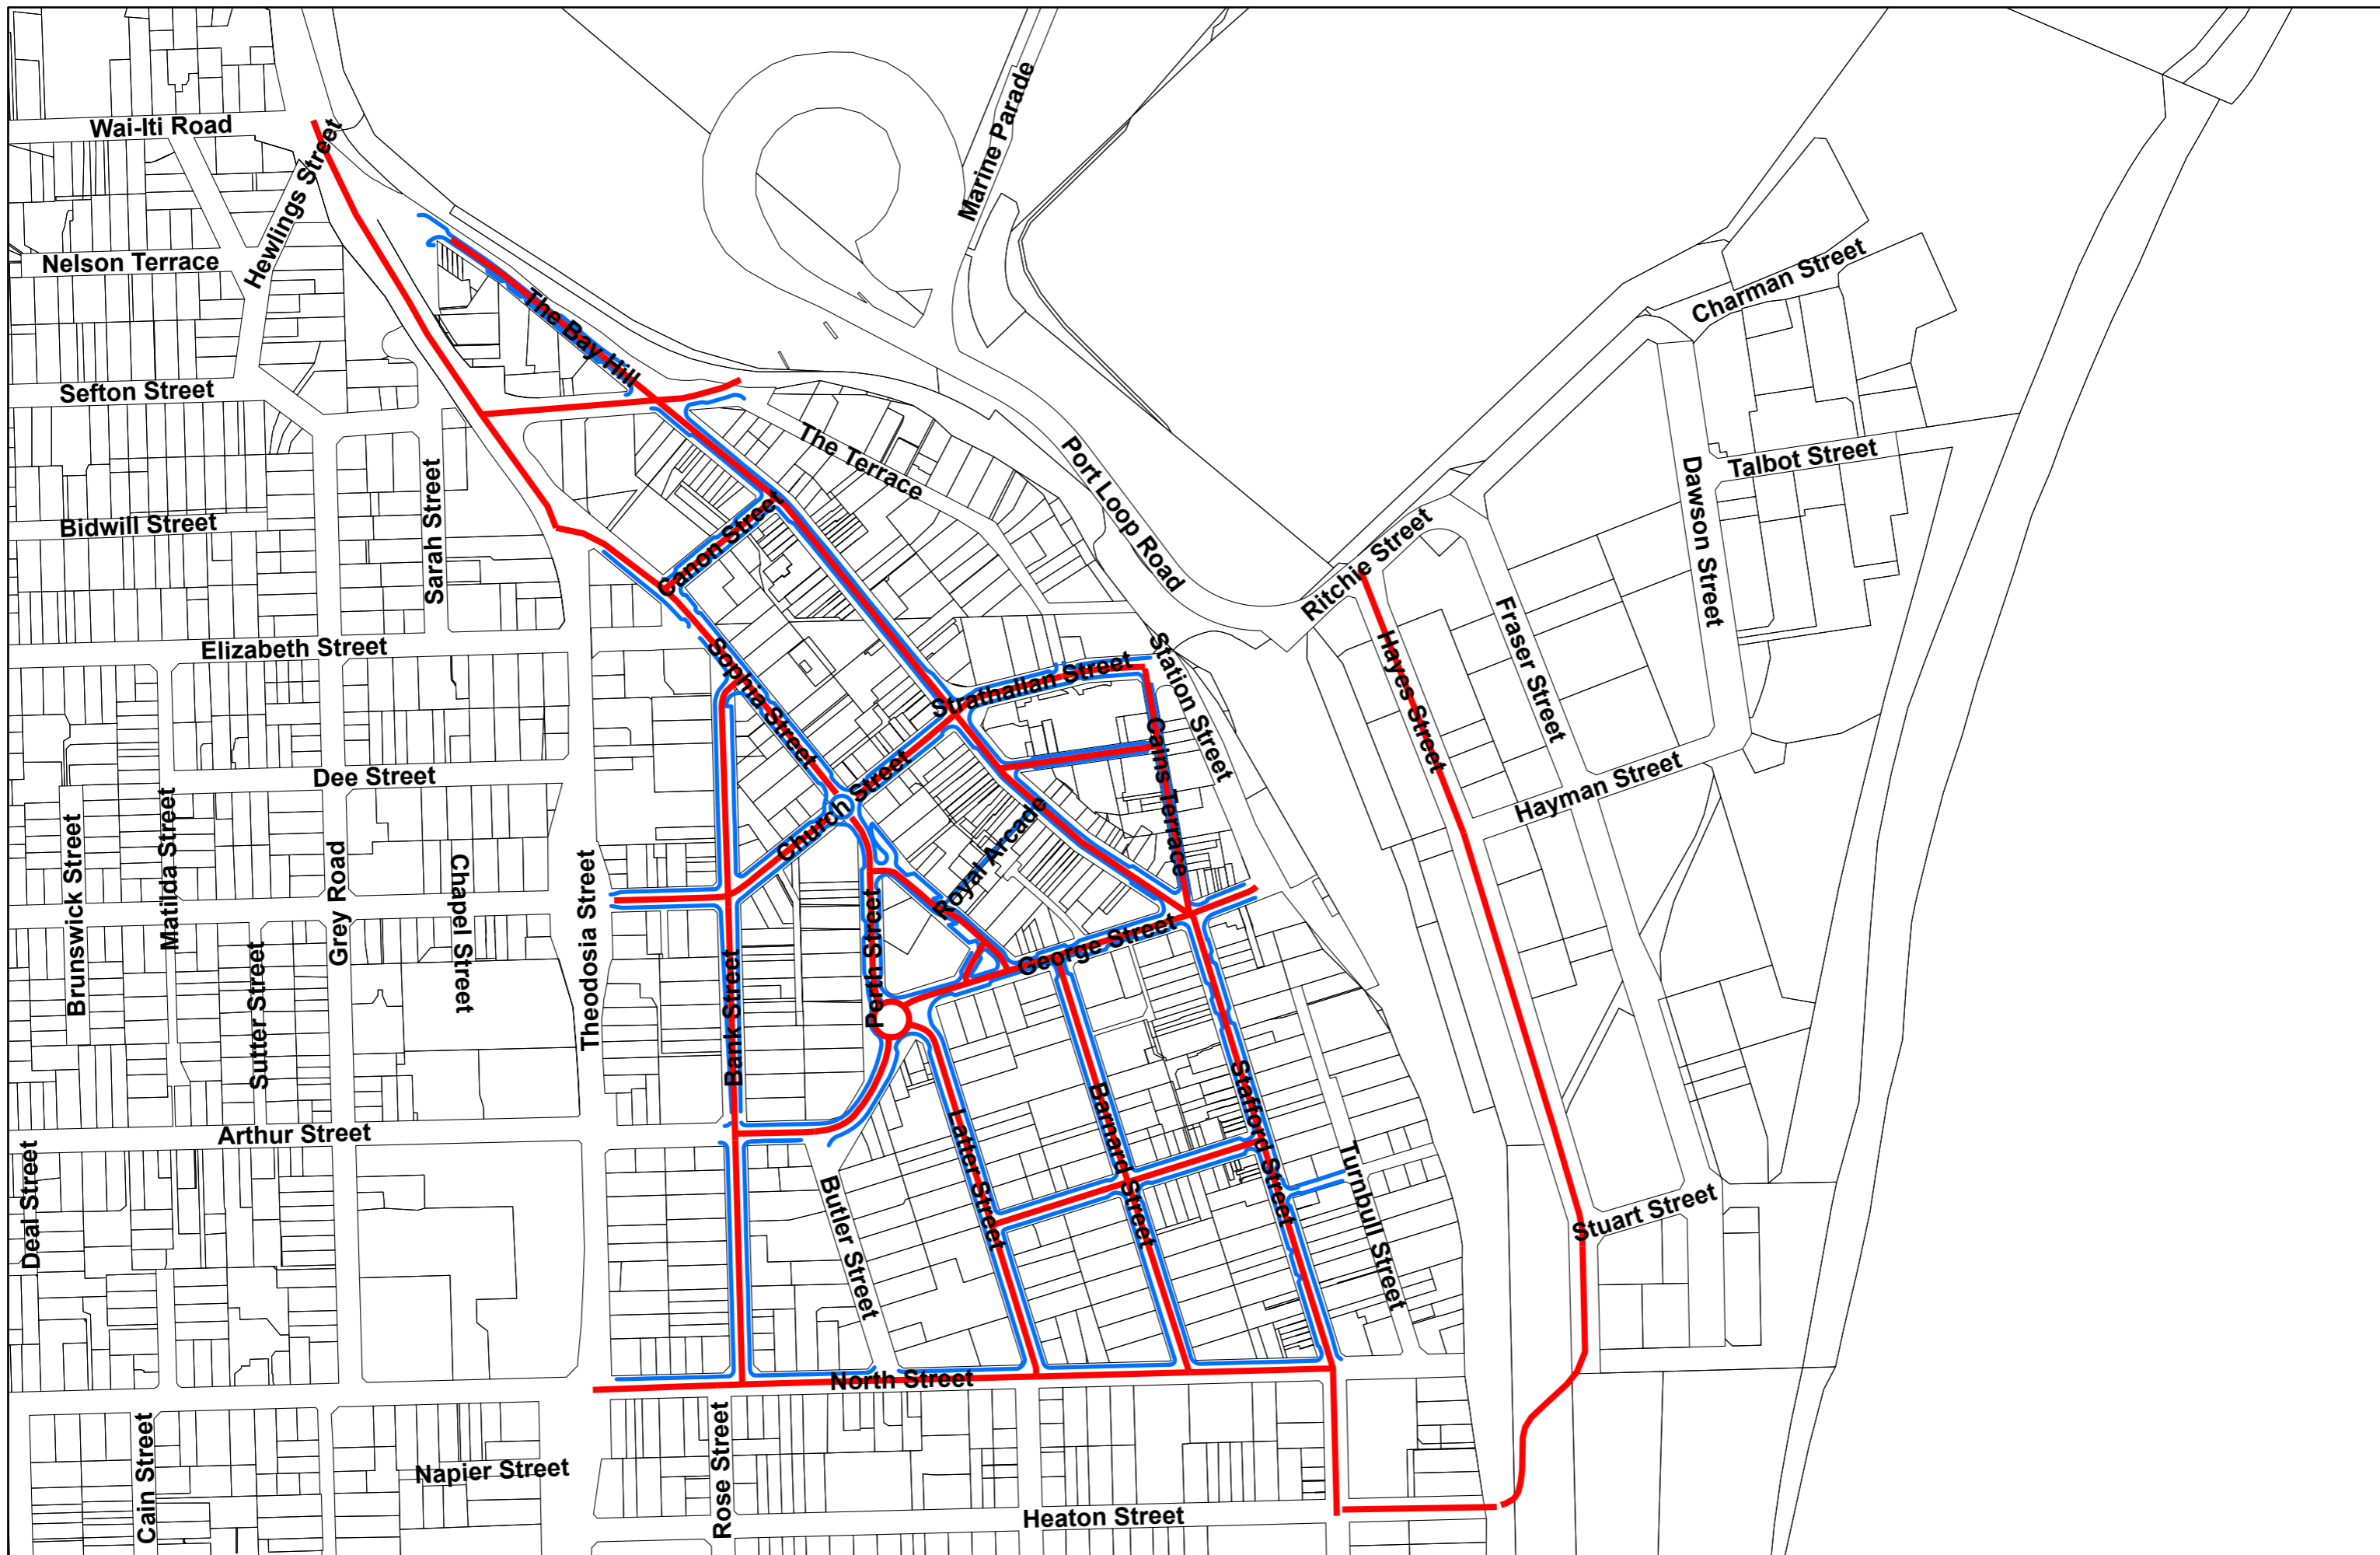 Wai-Iti Road
Hewlings Street
Marine Parade
Nelson Terrace
Charman Street
The Bay Hill
Sefton Street
The Terrace
Port Loop Road
Talbot Street
Dawson Street
Sarah Street
Bidwill Street
Canon Street
Ritchie Street
Fraser Street
Elizabeth Street
Sophia Street
Strathallan Street
Station Street
Hayes Street
Dee Street
Church Street
Cains Terrace
Hayman Street
Brunswick Street
Matilda Street
Grey Road
Chapel Street
Theodosia Street
Royal Arcade
Perth Street
George Street
Sutter Street
Bank Street
Arthur Street
Latter Street
Barnard Street
Stafford Street
Turnbull Street
Deal Street
Butler Street
Stuart Street
North Street
Cain Street
Napier Street
Rose Street
Heaton Street